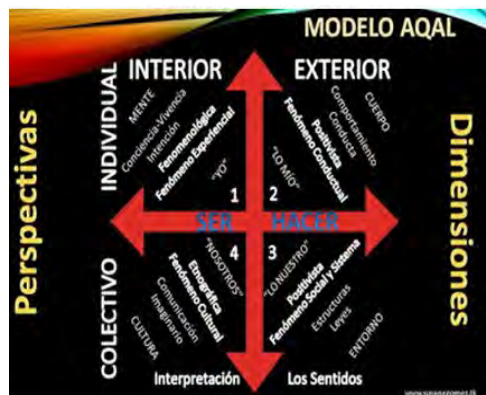 MODELO AQAL
INTERIOR
EXTERIOR
Perspectivas
INDIVIDUAL
COLECTIVO
Dimensiones
MENTE
Conciencia-Vivencia
Intención
Fenomenológica
Fenómeno Experiencial
"YO"
1
CUERPO
Comportamiento
Conducta
Positivista
Fenómeno Conductual
"LO MÍO"
2
SER
HACER
4
"NOSOTROS"
Etnográfica
Fenómeno Cultural
Comunicación
Imaginario
CULTURA
3
"LO NUESTRO"
Positivista
Fenómeno Social y Sistema
Estructuras
Leyes
ENTORNO
Interpretación
Los Sentidos